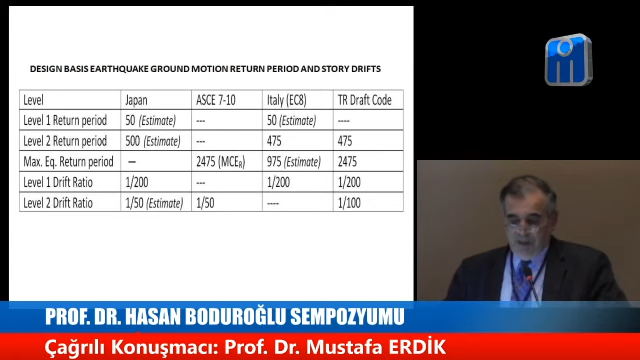 DESIGN BASIS EARTHQUAKE GROUND MOTION RETURN PERIOD AND STORY DRIFTS
Level Japan ASCE 7-10 Italy (EC8) TR Draft Code
Level 1 Return period 50 (Estimate) --- 50 (Estimate) ----
Level 2 Return period 500 (Estimate) --- 475 475
Max. Eq. Return period — 2475 (MCER) 975 (Estimate) 2475
Level 1 Drift Ratio 1/200 --- 1/200 1/200
Level 2 Drift Ratio 1/50 (Estimate) 1/50 ---- 1/100
PROF. DR. HASAN BODUROĞLU SEMPOZYUMU
Çağrılı Konuşmacı: Prof. Dr. Mustafa ERDİK